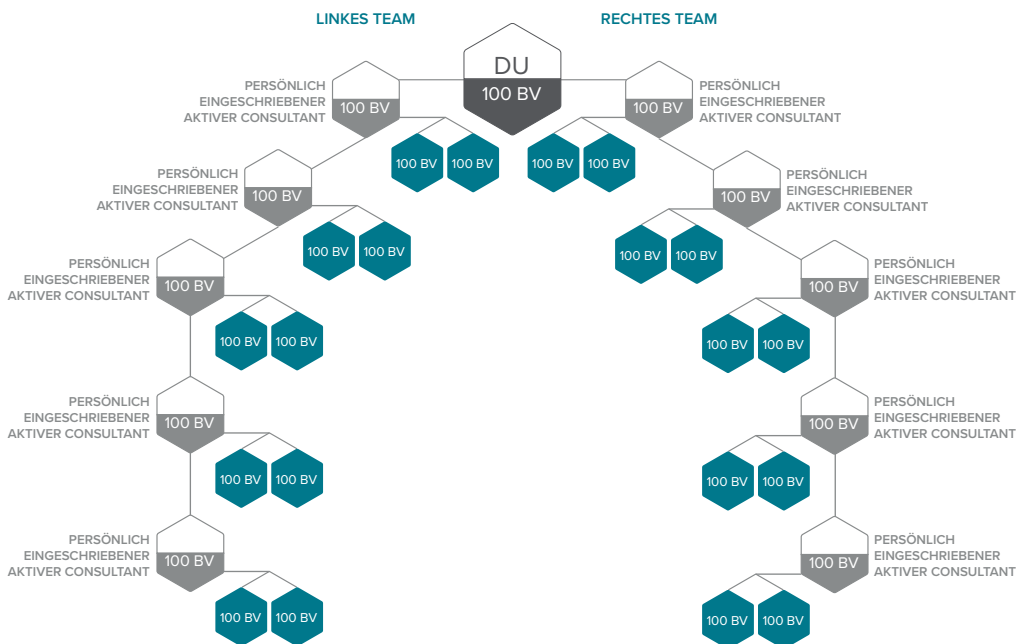 LINKES TEAM
RECHTES TEAM
DU
100 BV
PERSÖNLICH
EINGESCHRIEBENER
AKTIVER CONSULTANT
100 BV
100 BV
PERSÖNLICH
EINGESCHRIEBENER
AKTIVER CONSULTANT
100 BV 100 BV
100 BV 100 BV
PERSÖNLICH
EINGESCHRIEBENER
AKTIVER CONSULTANT
100 BV
100 BV
PERSÖNLICH
EINGESCHRIEBENER
AKTIVER CONSULTANT
100 BV 100 BV
100 BV 100 BV
PERSÖNLICH
EINGESCHRIEBENER
AKTIVER CONSULTANT
100 BV
100 BV
PERSÖNLICH
EINGESCHRIEBENER
AKTIVER CONSULTANT
100 BV 100 BV
100 BV 100 BV
PERSÖNLICH
EINGESCHRIEBENER
AKTIVER CONSULTANT
100 BV
100 BV
PERSÖNLICH
EINGESCHRIEBENER
AKTIVER CONSULTANT
100 BV 100 BV
100 BV 100 BV
PERSÖNLICH
EINGESCHRIEBENER
AKTIVER CONSULTANT
100 BV
100 BV
PERSÖNLICH
EINGESCHRIEBENER
AKTIVER CONSULTANT
100 BV 100 BV
100 BV 100 BV